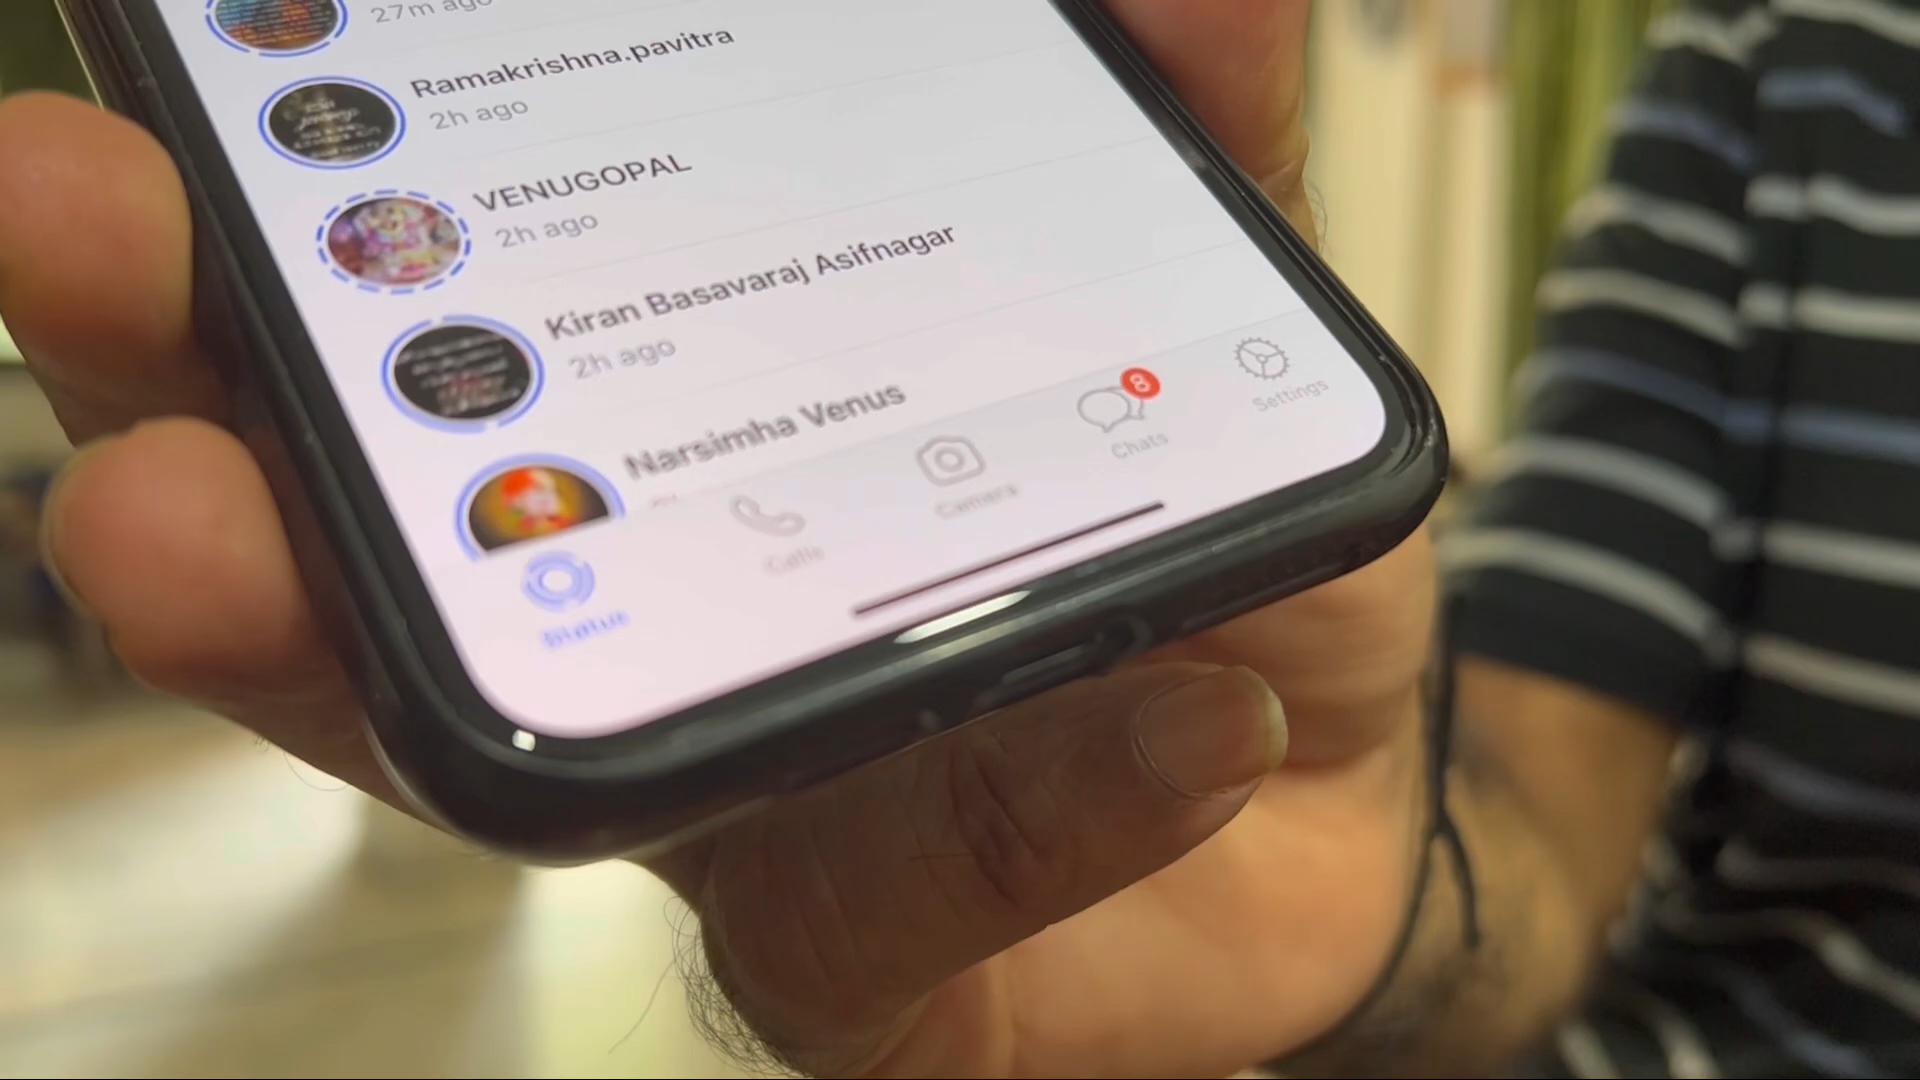 27m ago
Ramakrishna.pavitra
2h ago
VENUGOPAL
2h ago
Kiran Basavaraj Asifnagar
2h ago
Narsimha Venus
Status
Calls
Camera
8
Chats
Settings